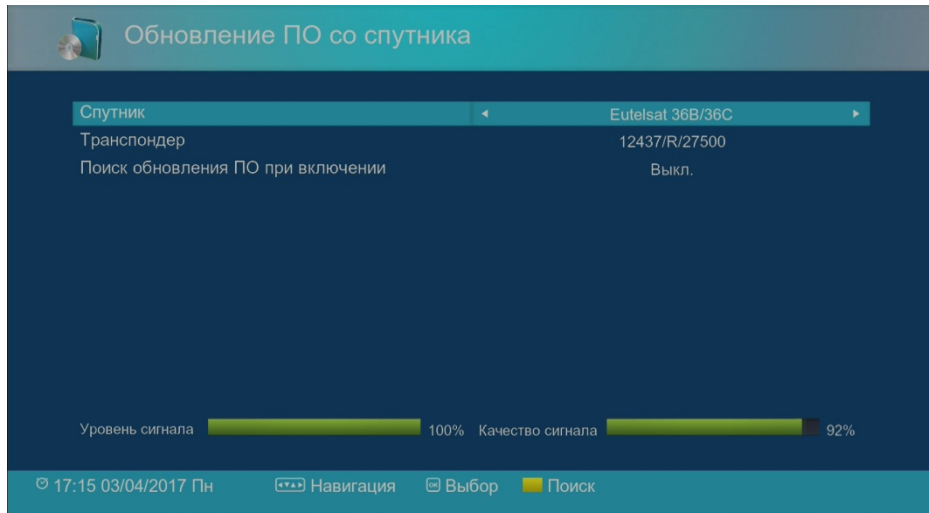 Обновление ПО со спутника
Спутник Eutelsat 36B/36C
Транспондер 12437/R/27500
Поиск обновления ПО при включении Выкл.
Уровень сигнала 100% Качество сигнала 92%
17:15 03/04/2017 Пн Навигация OK Выбор Поиск